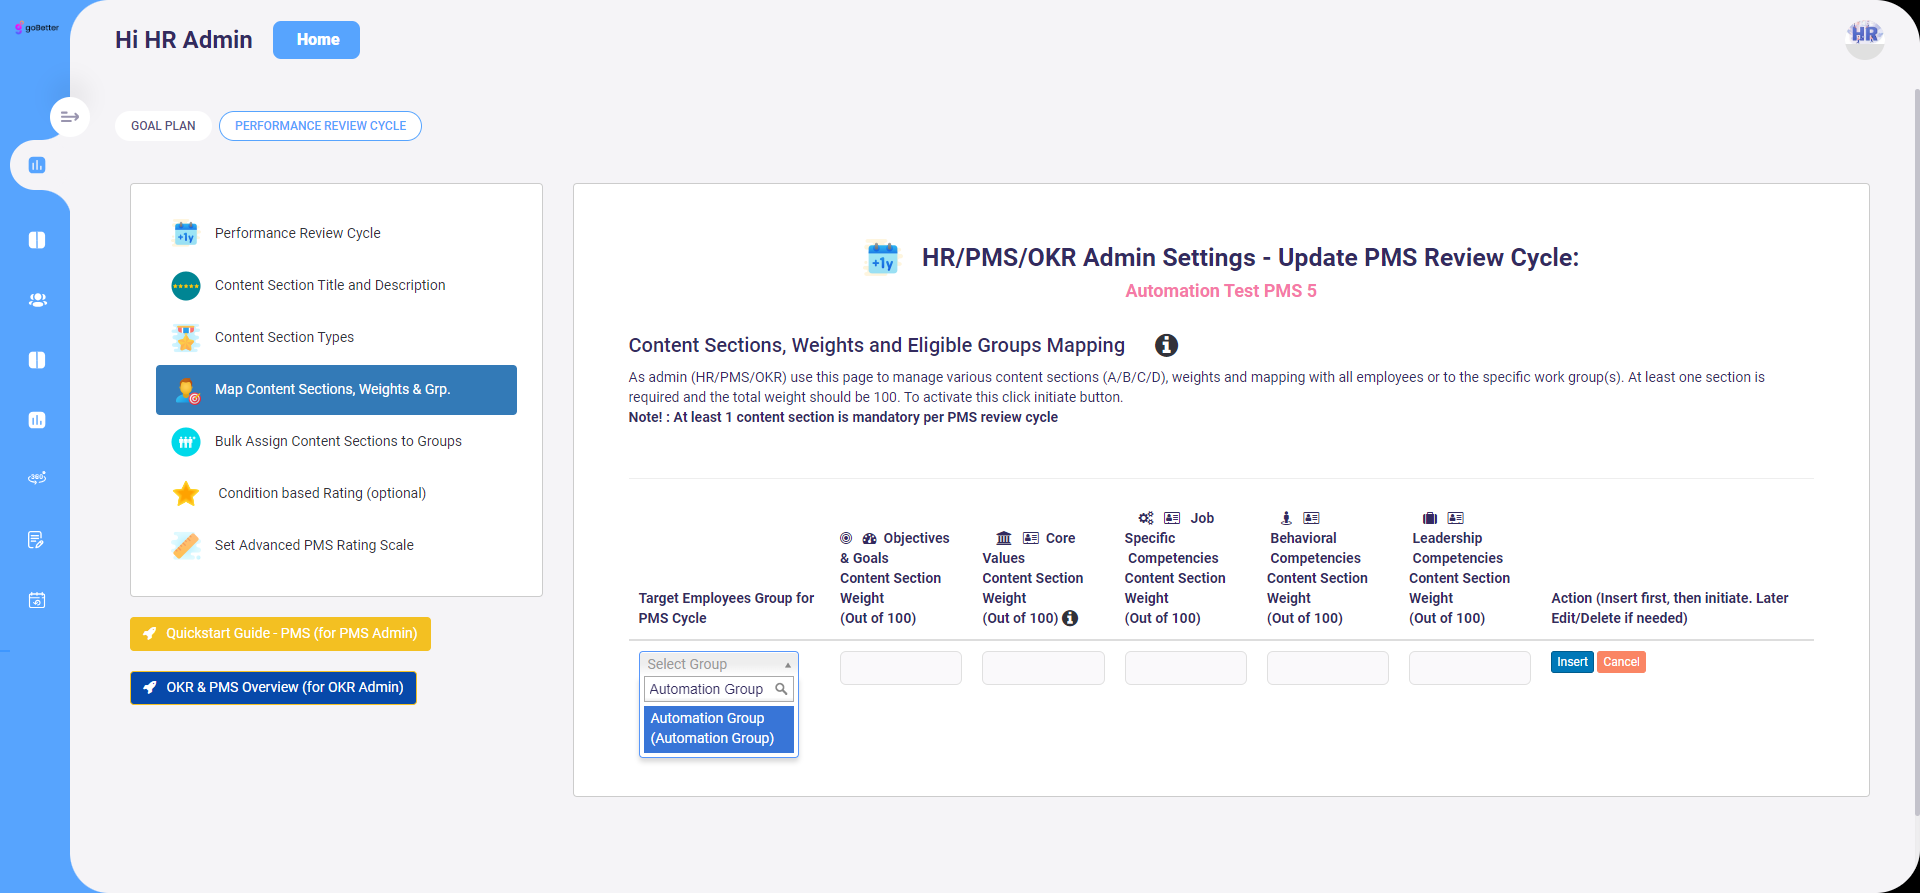 goBetter
Hi HR Admin
Home
HR
GOAL PLAN
PERFORMANCE REVIEW CYCLE
+1y
Performance Review Cycle
Content Section Title and Description
Content Section Types
Map Content Sections, Weights & Grp.
Bulk Assign Content Sections to Groups
Condition based Rating (optional)
Set Advanced PMS Rating Scale
Quickstart Guide - PMS (for PMS Admin)
OKR & PMS Overview (for OKR Admin)
360
+1y
HR/PMS/OKR Admin Settings - Update PMS Review Cycle:
Automation Test PMS 5
Content Sections, Weights and Eligible Groups Mapping
As admin (HR/PMS/OKR) use this page to manage various content sections (A/B/C/D), weights and mapping with all employees or to the specific work group(s). At least one section is
required and the total weight should be 100. To activate this click initiate button.
Note! : At least 1 content section is mandatory per PMS review cycle
Target Employees Group for
PMS Cycle
Objectives
& Goals
Content Section
Weight
(Out of 100)
Core
Values
Content Section
Weight
(Out of 100)
Job
Specific
Competencies
Content Section
Weight
(Out of 100)
Behavioral
Competencies
Content Section
Weight
(Out of 100)
Leadership
Competencies
Content Section
Weight
(Out of 100)
Action (Insert first, then initiate. Later
Edit/Delete if needed)
Select Group
Automation Group
Automation Group
(Automation Group)
Insert
Cancel